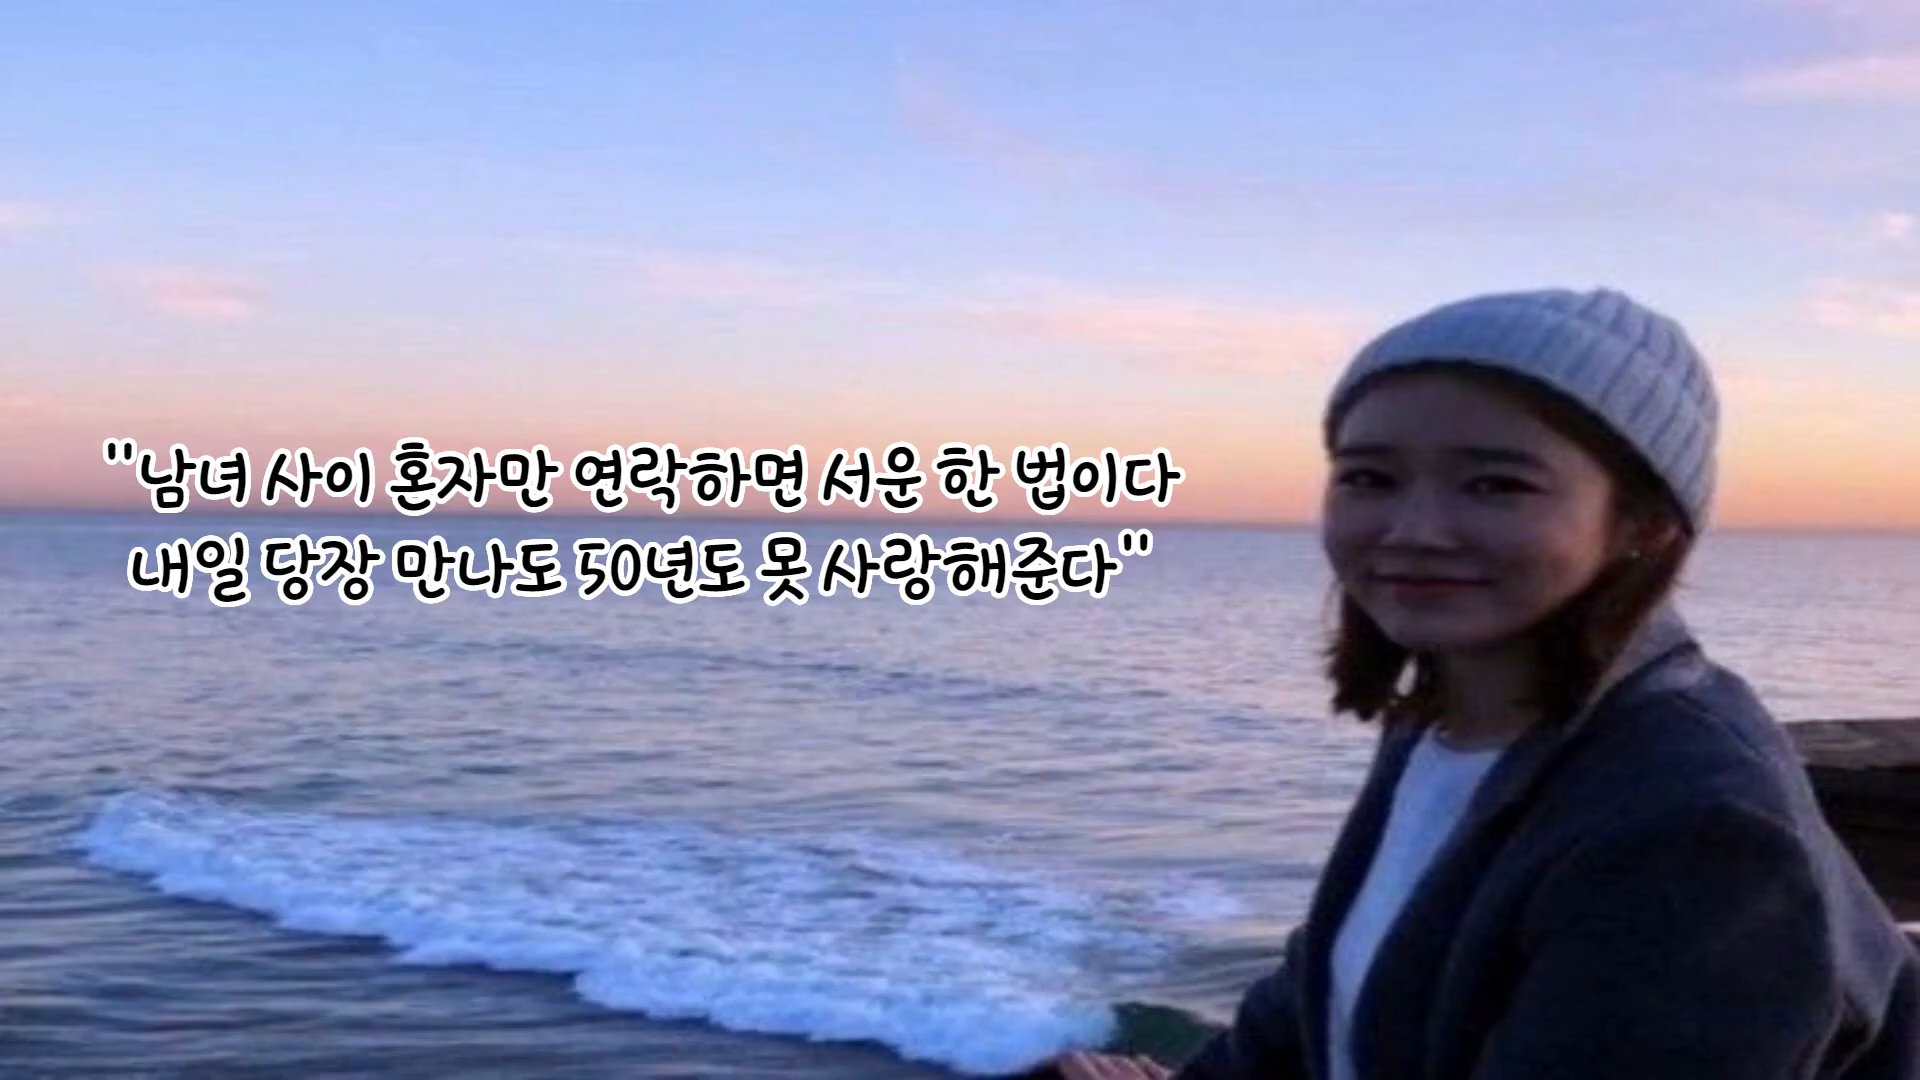 "남녀 사이 혼자만 연락하면 서운 한 법이다
내일 당장 만나도 50년도 못 사랑해준다"